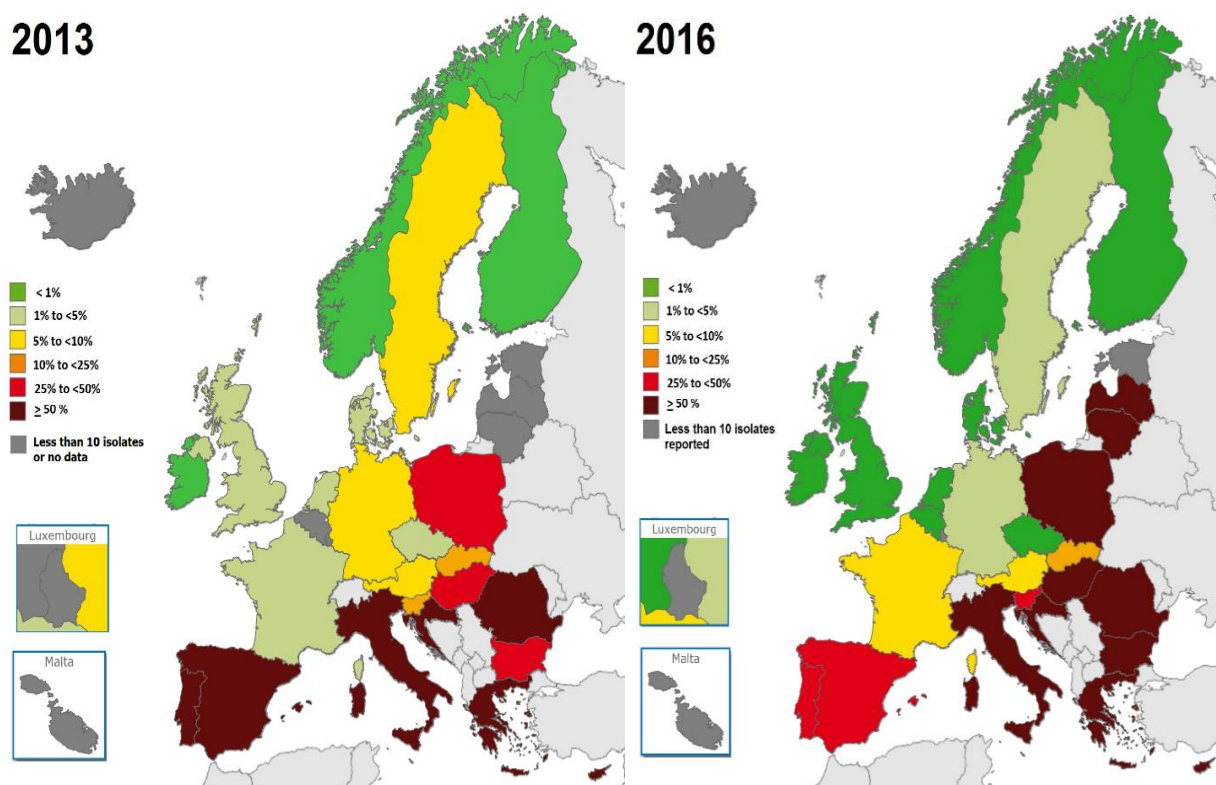 2013
< 1%
1% to <5%
5% to <10%
10% to <25%
25% to <50%
≥ 50 %
Less than 10 isolates
or no data
Luxembourg
Malta
2016
< 1%
1% to <5%
5% to <10%
10% to <25%
25% to <50%
≥ 50 %
Less than 10 isolates
reported
Luxembourg
Malta